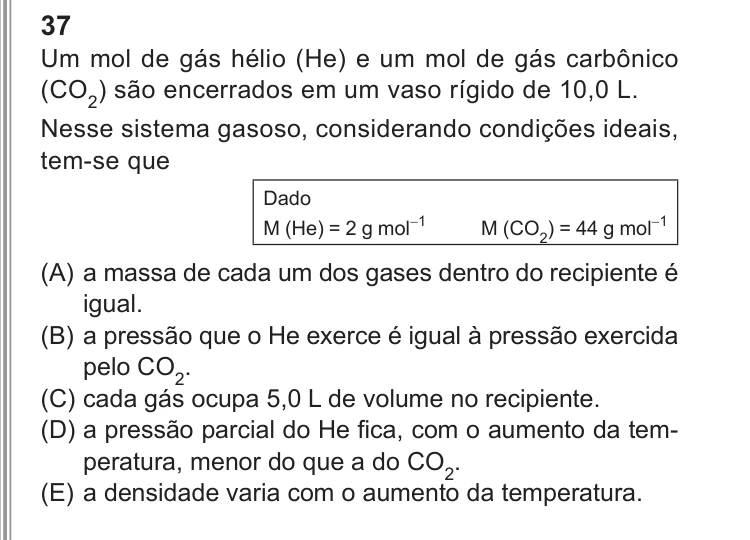 37
Um mol de gás hélio (He) e um mol de gás carbônico
(CO₂) são encerrados em um vaso rígido de 10,0 L.
Nesse sistema gasoso, considerando condições ideais,
tem-se que
Dado
M (He) = 2 g mol⁻¹ M (CO₂) = 44 g mol⁻¹
(A) a massa de cada um dos gases dentro do recipiente é
igual.
(B) a pressão que o He exerce é igual à pressão exercida
pelo CO₂.
(C) cada gás ocupa 5,0 L de volume no recipiente.
(D) a pressão parcial do He fica, com o aumento da tem-
peratura, menor do que a do CO₂.
(E) a densidade varia com o aumento da temperatura.